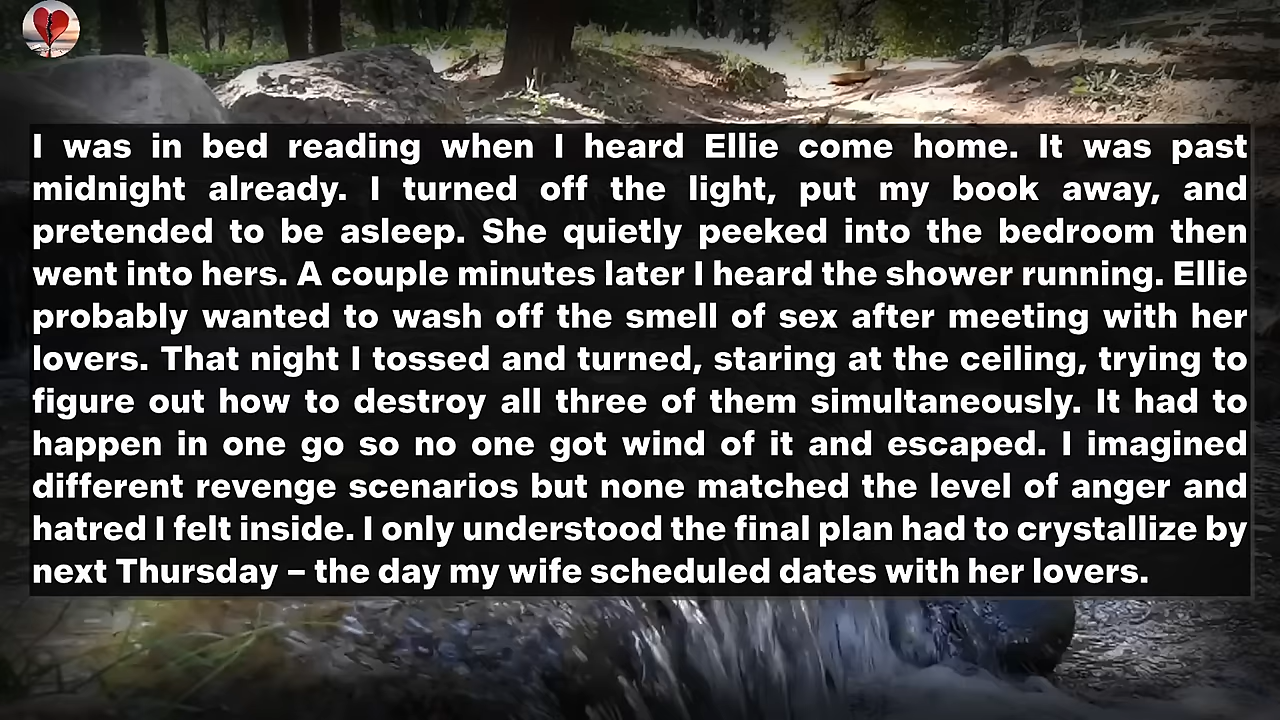 I was in bed reading when I heard Ellie come home. It was past
midnight already. I turned off the light, put my book away, and
pretended to be asleep. She quietly peeked into the bedroom then
went into hers. A couple minutes later I heard the shower running. Ellie
probably wanted to wash off the smell of sex after meeting with her
lovers. That night I tossed and turned, staring at the ceiling, trying to
figure out how to destroy all three of them simultaneously. It had to
happen in one go so no one got wind of it and escaped. I imagined
different revenge scenarios but none matched the level of anger and
hatred I felt inside. I only understood the final plan had to crystallize by
next Thursday – the day my wife scheduled dates with her lovers.